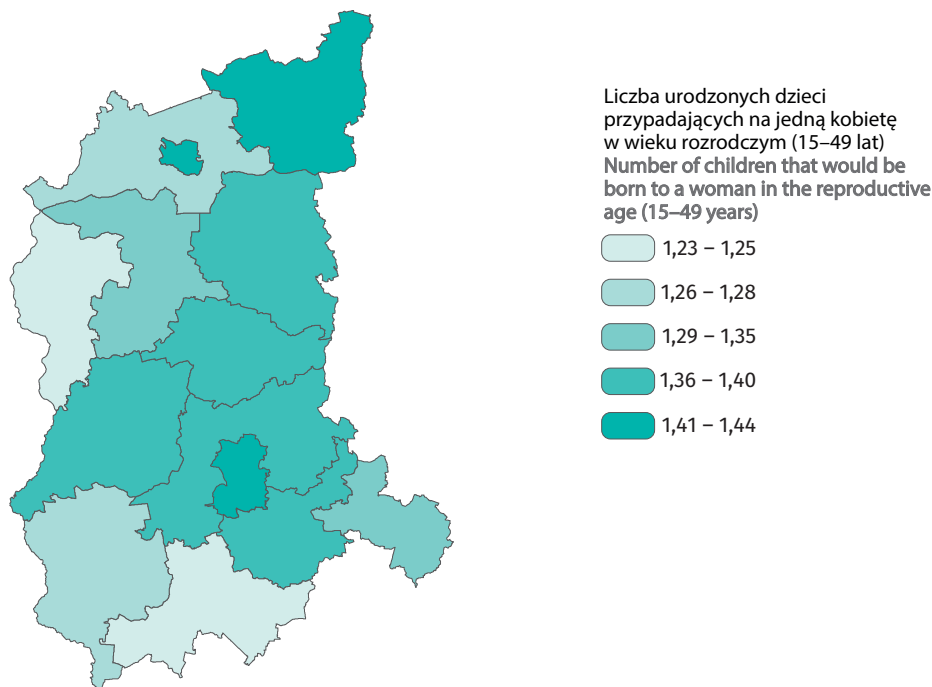 Liczba urodzonych dzieci
przypadających na jedną kobietę
w wieku rozrodczym (15–49 lat)
Number of children that would be
born to a woman in the reproductive
age (15–49 years)
1,23 – 1,25
1,26 – 1,28
1,29 – 1,35
1,36 – 1,40
1,41 – 1,44